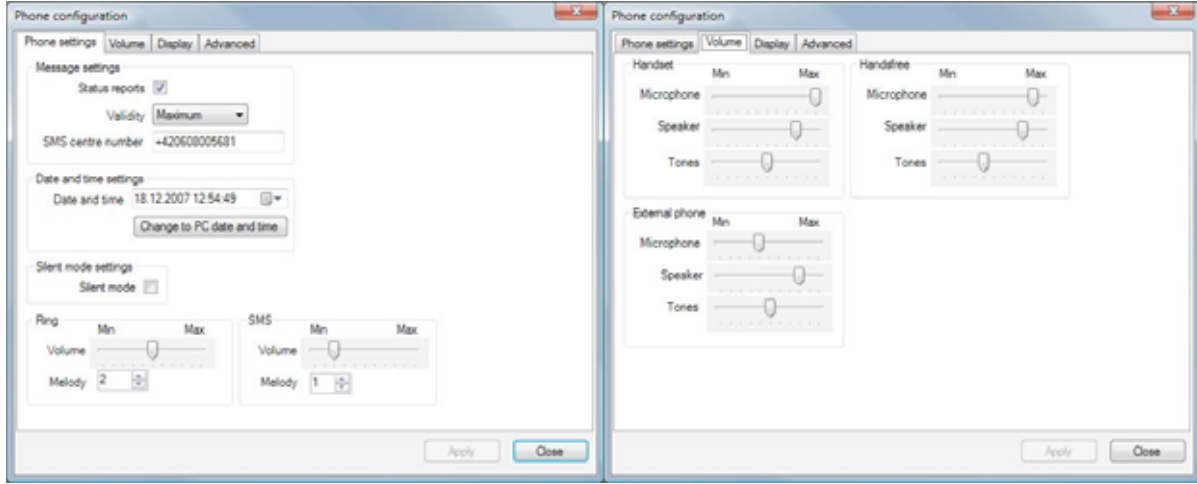 Phone configuration
Phone settings Volume Display Advanced
Message settings
Status reports
Validity Maximum
SMS centre number +420608005681
Date and time settings
Date and time 18.12.2007 12:54:49
Change to PC date and time
Silent mode settings
Silent mode
Ring
Min Max
Volume
Melody 2
SMS
Min Max
Volume
Melody 1
Apply Close
Phone configuration
Phone settings Volume Display Advanced
Handset
Min Max
Microphone
Speaker
Tones
Handsfree
Min Max
Microphone
Speaker
Tones
External phone
Min Max
Microphone
Speaker
Tones
Apply Close